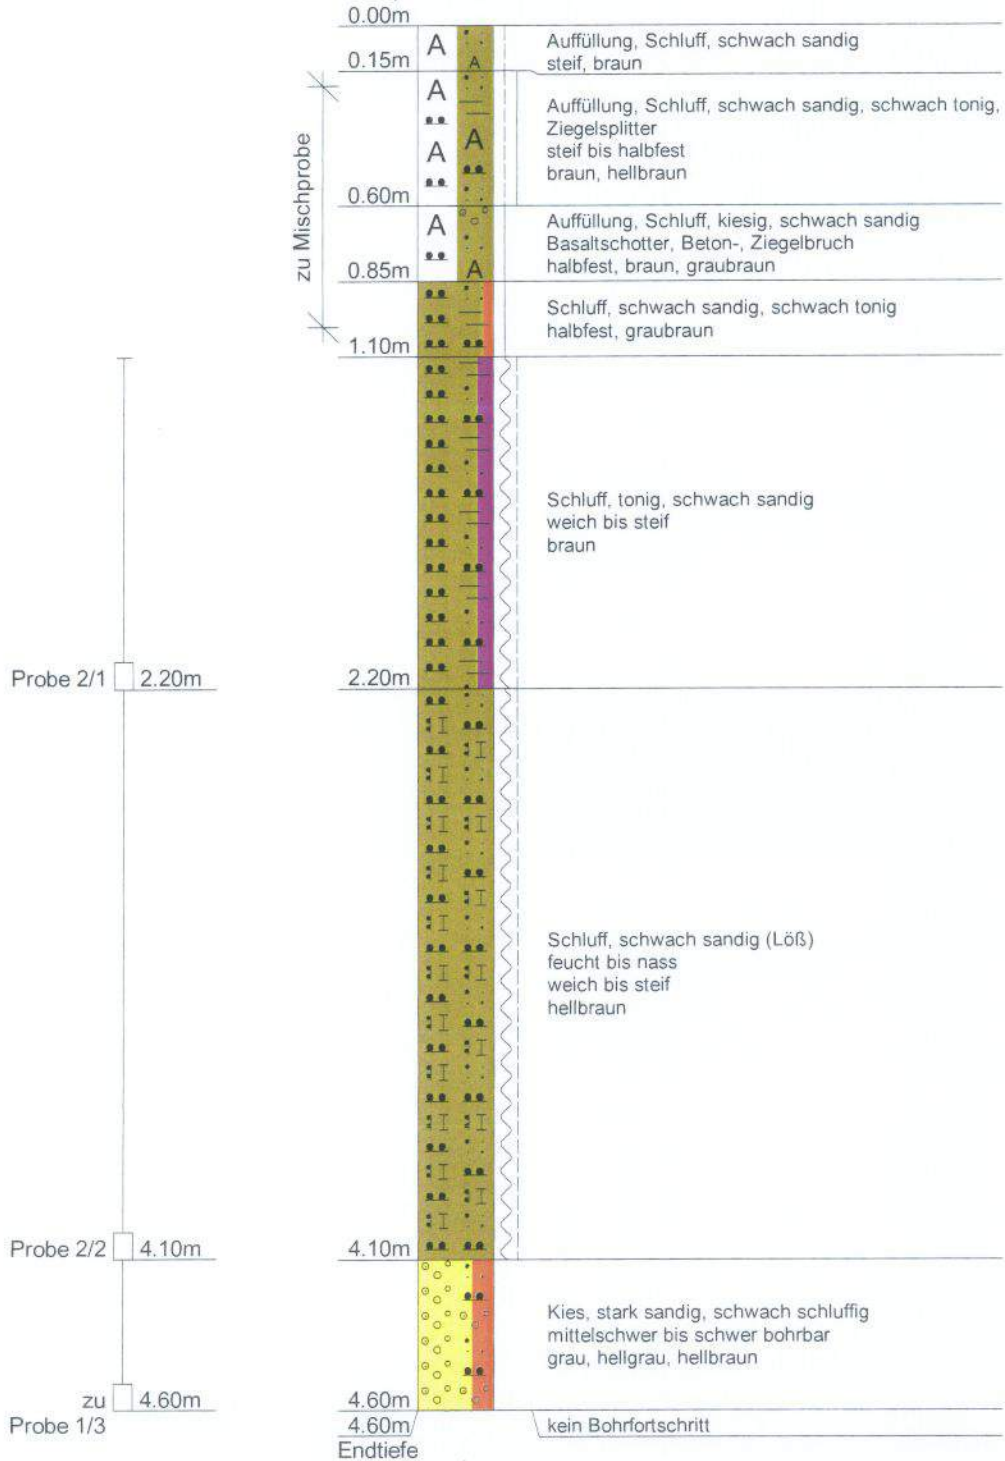 0.00m
A
A
Auffüllung, Schluff, schwach sandig
steif, braun
0.15m
zu Mischprobe
A
A
A
Auffüllung, Schluff, schwach sandig, schwach tonig,
Ziegelsplitter
steif bis halbfest
braun, hellbraun
0.60m
A
A
Auffüllung, Schluff, kiesig, schwach sandig
Basaltschotter, Beton-, Ziegelbruch
halbfest, braun, graubraun
0.85m
Schluff, schwach sandig, schwach tonig
halbfest, graubraun
1.10m
Schluff, tonig, schwach sandig
weich bis steif
braun
Probe 2/1 2.20m
2.20m
Schluff, schwach sandig (Löß)
feucht bis nass
weich bis steif
hellbraun
Probe 2/2 4.10m
4.10m
Kies, stark sandig, schwach schluffig
mittelschwer bis schwer bohrbar
grau, hellgrau, hellbraun
zu 4.60m
Probe 1/3
4.60m
4.60m
Endtiefe
kein Bohrfortschritt